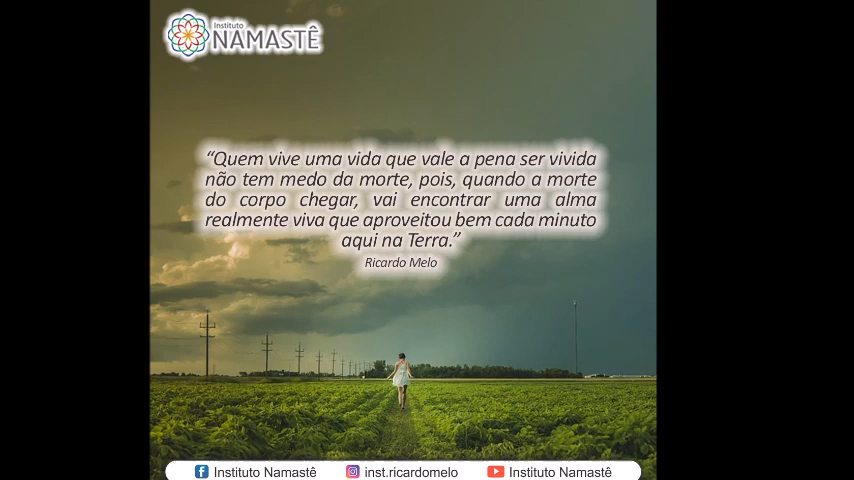 Instituto
NAMASTÊ
“Quem vive uma vida que vale a pena ser vivida
não tem medo da morte, pois, quando a morte
do corpo chegar, vai encontrar uma alma
realmente viva que aproveitou bem cada minuto
aqui na Terra.”
Ricardo Melo
Instituto Namastê inst.ricardomelo Instituto Namastê